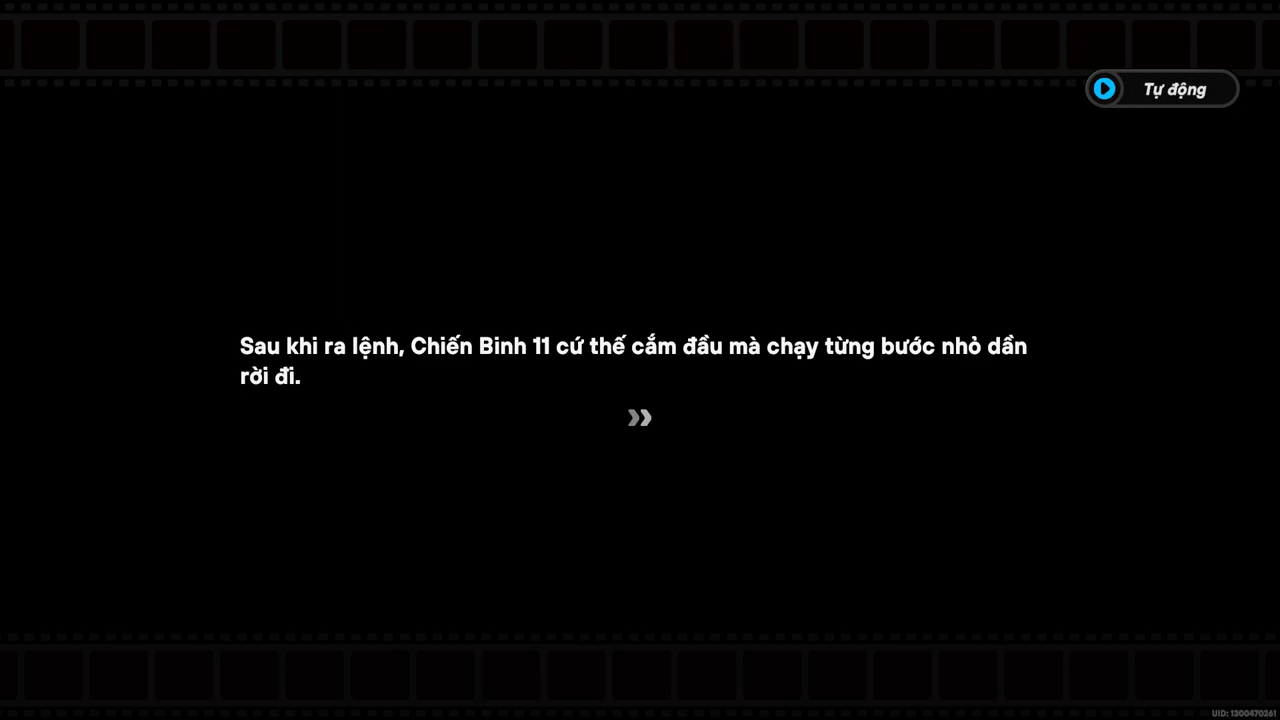 Tự động
Sau khi ra lệnh, Chiến Binh 11 cứ thế cắm đầu mà chạy từng bước nhỏ dần
rời đi.
UID: 1300470261